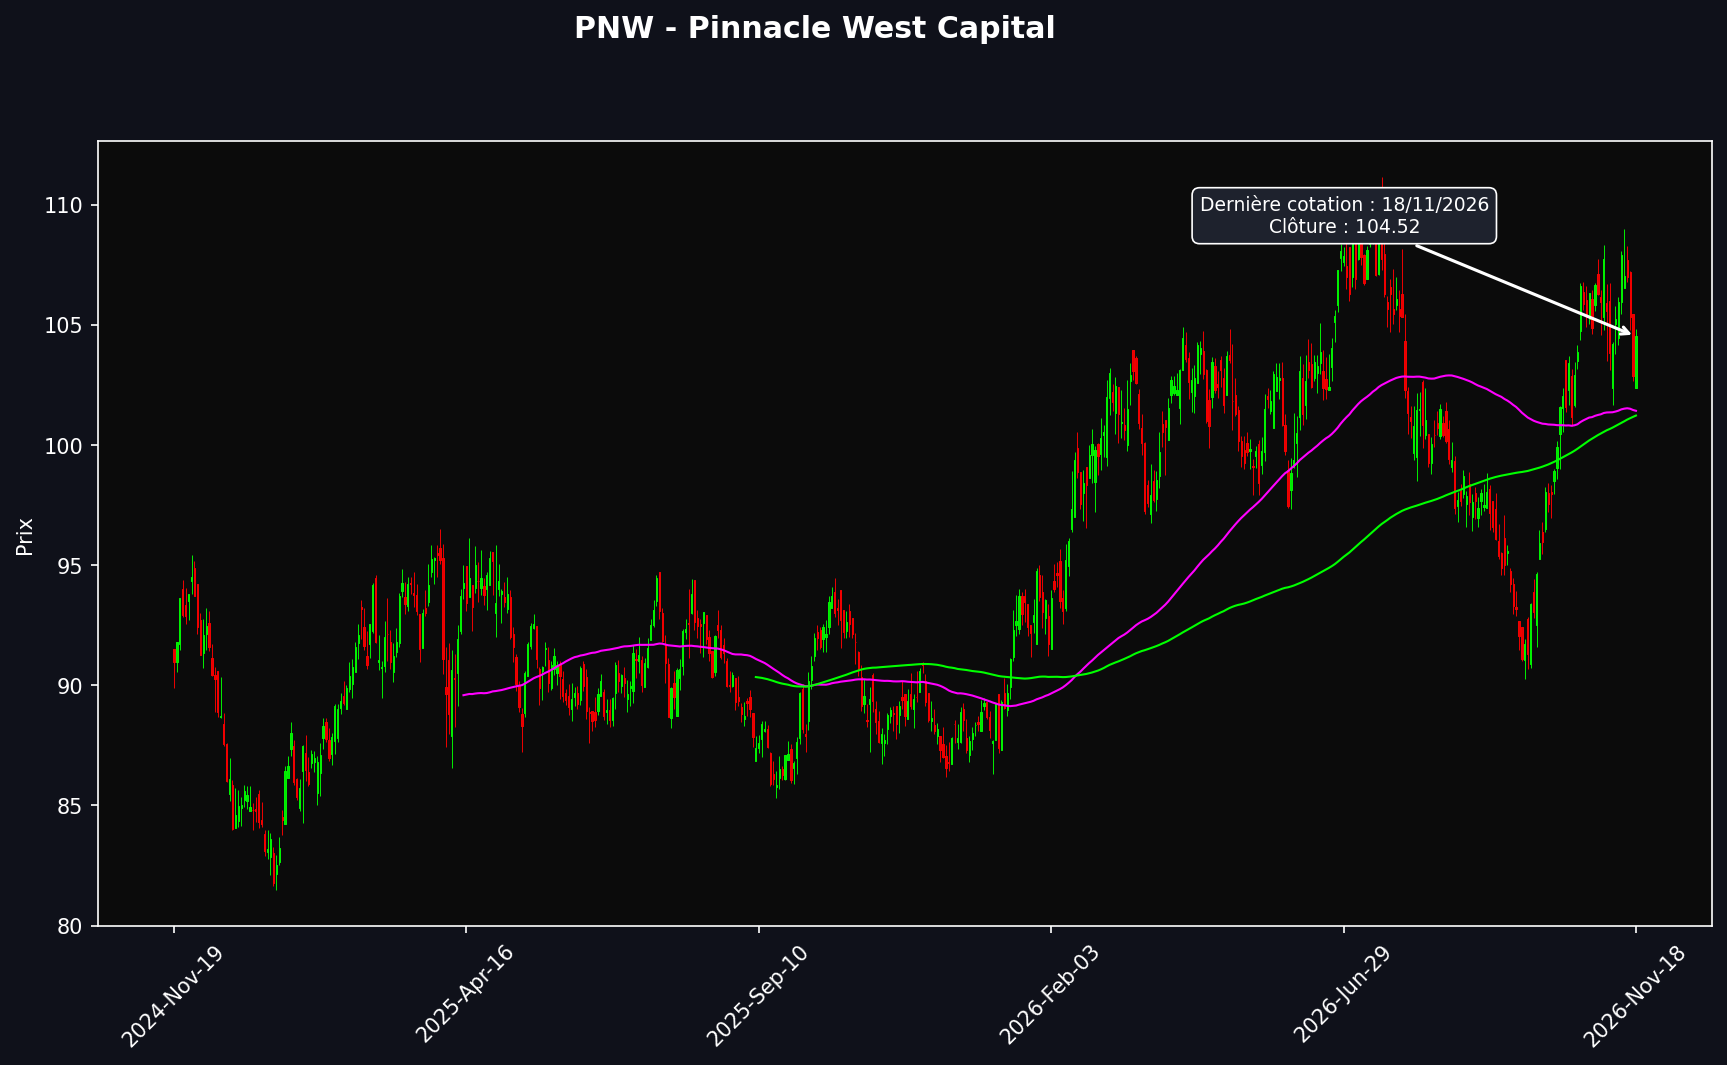 PNW - Pinnacle West Capital
Dernière cotation : 18/11/2026
Clôture : 104.52
Prix
110
105
100
95
90
85
80
2024-Nov-19
2025-Apr-16
2025-Sep-10
2026-Feb-03
2026-Jun-29
2026-Nov-18